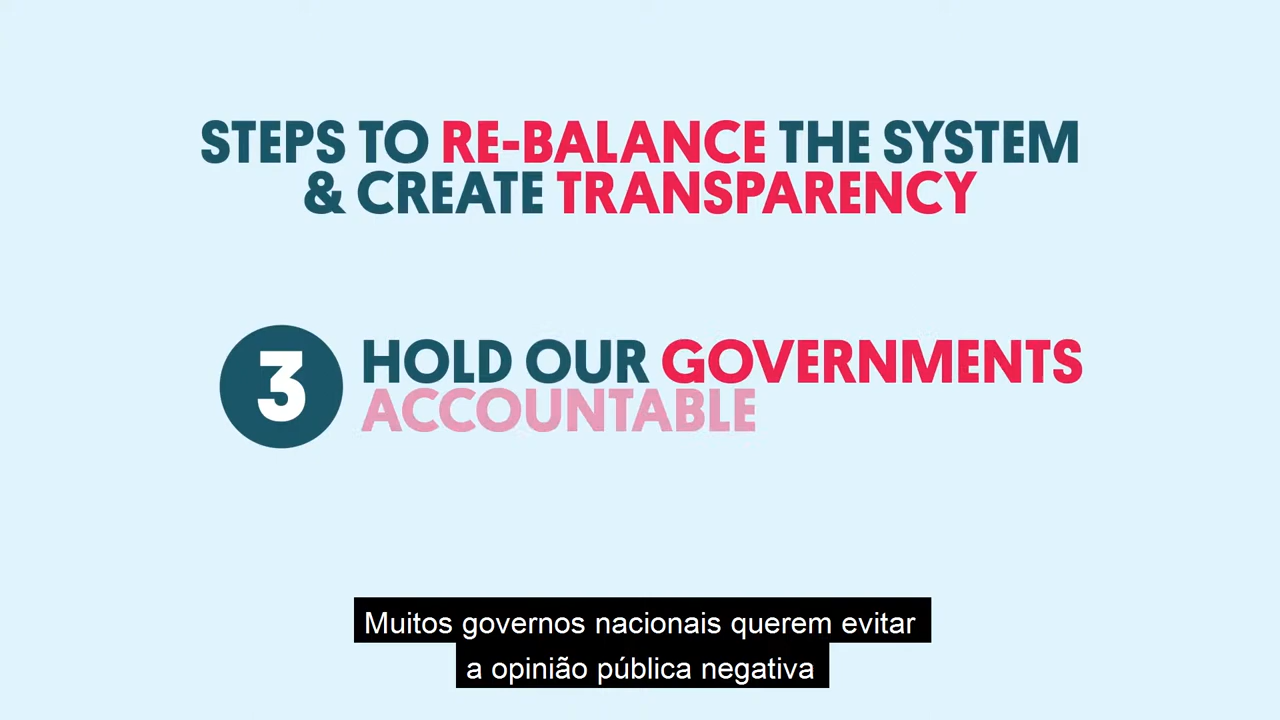 STEPS TO RE-BALANCE THE SYSTEM
& CREATE TRANSPARENCY
3
HOLD OUR GOVERNMENTS
ACCOUNTABLE
Muitos governos nacionais querem evitar
a opinião pública negativa